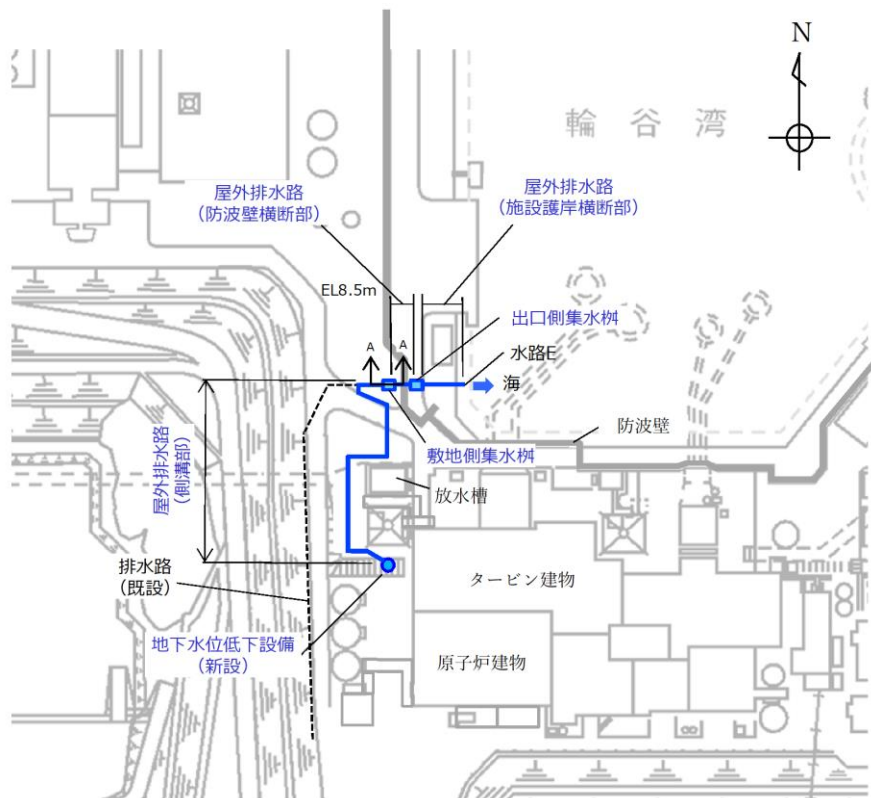 N
輪谷湾
屋外排水路
（防波壁横断部）
屋外排水路
（施設護岸横断部）
EL8.5m
出口側集水桝
A
A
水路E
海
防波壁
敷地側集水桝
屋外排水路
（側溝部）
放水槽
排水路
（既設）
タービン建物
地下水位低下設備
（新設）
原子炉建物